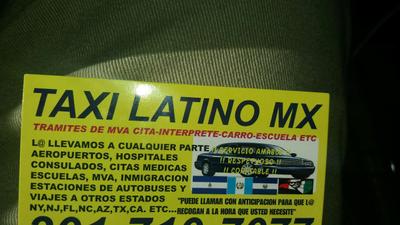 TAXI LATINO MX
TRAMITES DE MVA CITA-INTERPRETE-CARRO-ESCUELA ETC
L@ LLEVAMOS A CUALQUIER PARTE
AEROPUERTOS, HOSPITALES
CONSULADOS, CITAS MEDICAS
ESCUELAS, MVA, INMIGRACION
ESTACIONES DE AUTOBUSES Y
VIAJES A OTROS ESTADOS
NY,NJ,FL,NC,AZ,TX,CA. ETC...
!! SERVICIO AMABLE !!
!! RESPETUOSO !!
!! CONFIABLE !!
"PUEDE LLAMAR CON ANTICIPACION PARA QUE L@
RECOGAN A LA HORA QUE USTED NECESITE"